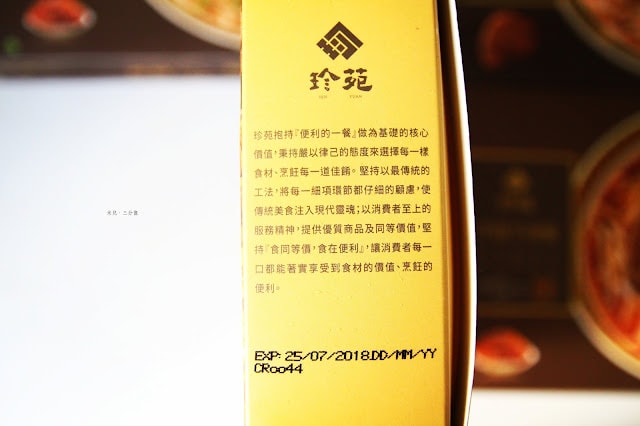 珍苑
珍苑抱持『便利的一餐』做為基礎的核心
價值，秉持嚴以律己的態度來選擇每一樣
食材、烹飪每一道佳餚。堅持以最傳統的
工法，將每一細項環節都仔細的顧慮，使
傳統美食注入現代靈魂；以消費者至上的
服務精神，提供優質商品及同等價值，堅
持『食同等價，食在便利』，讓消費者每一
口都能著實享受到食材的價值、烹飪的
便利。
EXP: 25/07/2018.DD/MM/YY
CRoo44